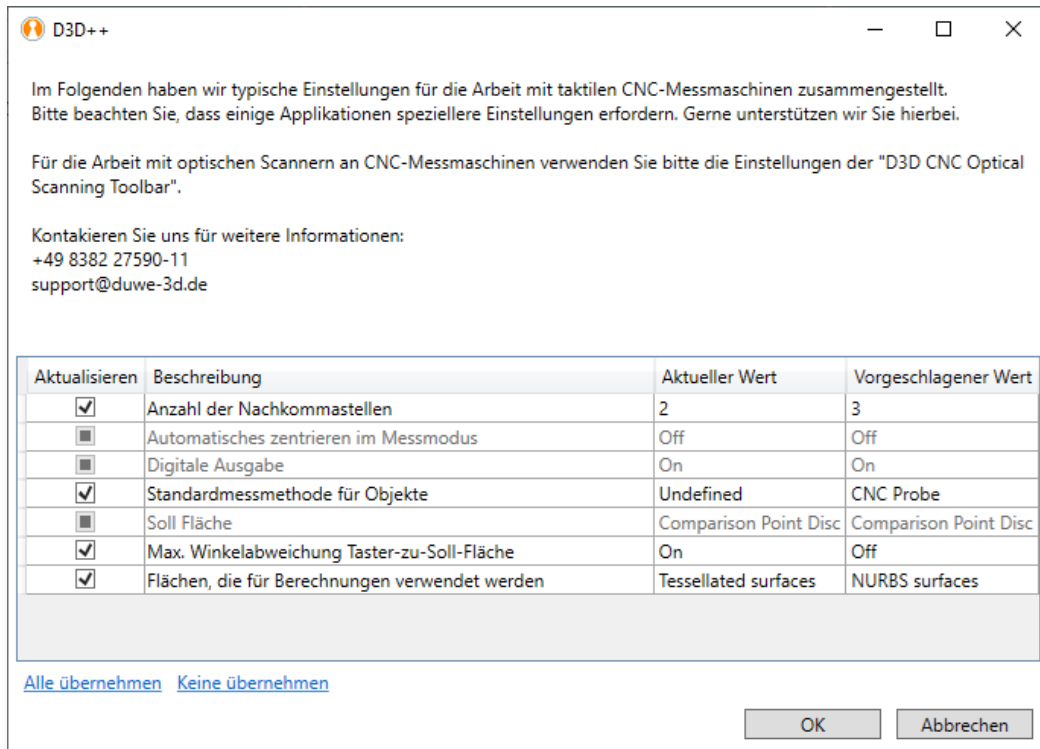 D3D++
Im Folgenden haben wir typische Einstellungen für die Arbeit mit taktilen CNC-Messmaschinen zusammengestellt.
Bitte beachten Sie, dass einige Applikationen speziellere Einstellungen erfordern. Gerne unterstützen wir Sie hierbei.
Für die Arbeit mit optischen Scannern an CNC-Messmaschinen verwenden Sie bitte die Einstellungen der "D3D CNC Optical
Scanning Toolbar".
Kontakieren Sie uns für weitere Informationen:
+49 8382 27590-11
support@duwe-3d.de
Aktualisieren Beschreibung Aktueller Wert Vorgeschlagener Wert
Anzahl der Nachkommastellen 2 3
Automatisches zentrieren im Messmodus Off Off
Digitale Ausgabe On On
Standardmessmethode für Objekte Undefined CNC Probe
Soll Fläche Comparison Point Disc Comparison Point Disc
Max. Winkelabweichung Taster-zu-Soll-Fläche On Off
Flächen, die für Berechnungen verwendet werden Tessellated surfaces NURBS surfaces
Alle übernehmen Keine übernehmen
OK Abbrechen